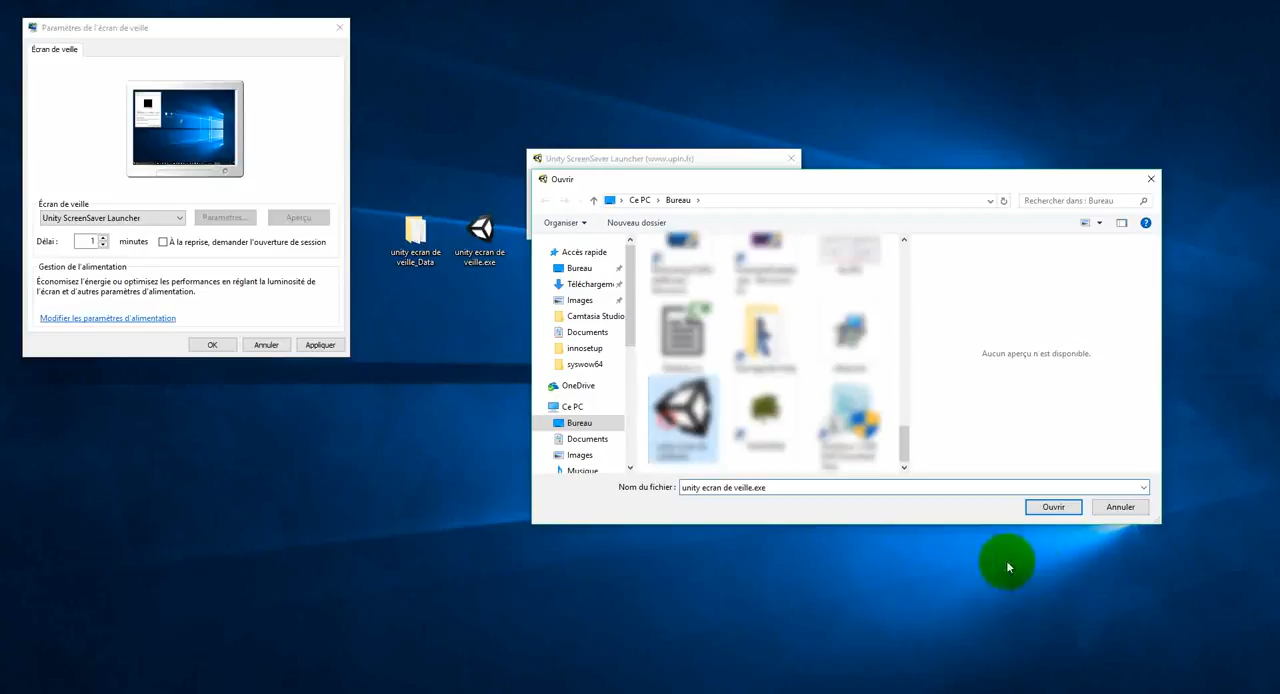 Paramètres de l'écran de veille
Écran de veille
Écran de veille
Unity ScreenSaver Launcher
Paramètres...
Aperçu
Délai :
1
minutes
À la reprise, demander l'ouverture de session
Gestion de l'alimentation
Économisez l'énergie ou optimisez les performances en réglant la luminosité de
l'écran et d'autres paramètres d'alimentation.
Modifier les paramètres d'alimentation
OK
Annuler
Appliquer
unity ecran de
veille_Data
unity ecran de
veille.exe
Unity ScreenSaver Launcher (www.upln.fr)
Ouvrir
Ce PC
Bureau
Rechercher dans : Bureau
Organiser
Nouveau dossier
Accès rapide
Bureau
Téléchargem
Images
Camtasia Studio
Documents
innosetup
syswow64
OneDrive
Ce PC
Bureau
Documents
Images
Musique
Aucun aperçu n'est disponible.
Nom du fichier :
unity ecran de veille.exe
Ouvrir
Annuler